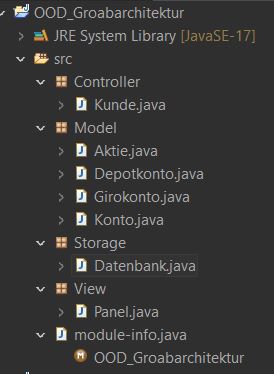 OOD_Groabarchitektur
JRE System Library [JavaSE-17]
src
Controller
Kunde.java
Model
Aktie.java
Depotkonto.java
Girokonto.java
Konto.java
Storage
Datenbank.java
View
Panel.java
module-info.java
OOD_Groabarchitektur